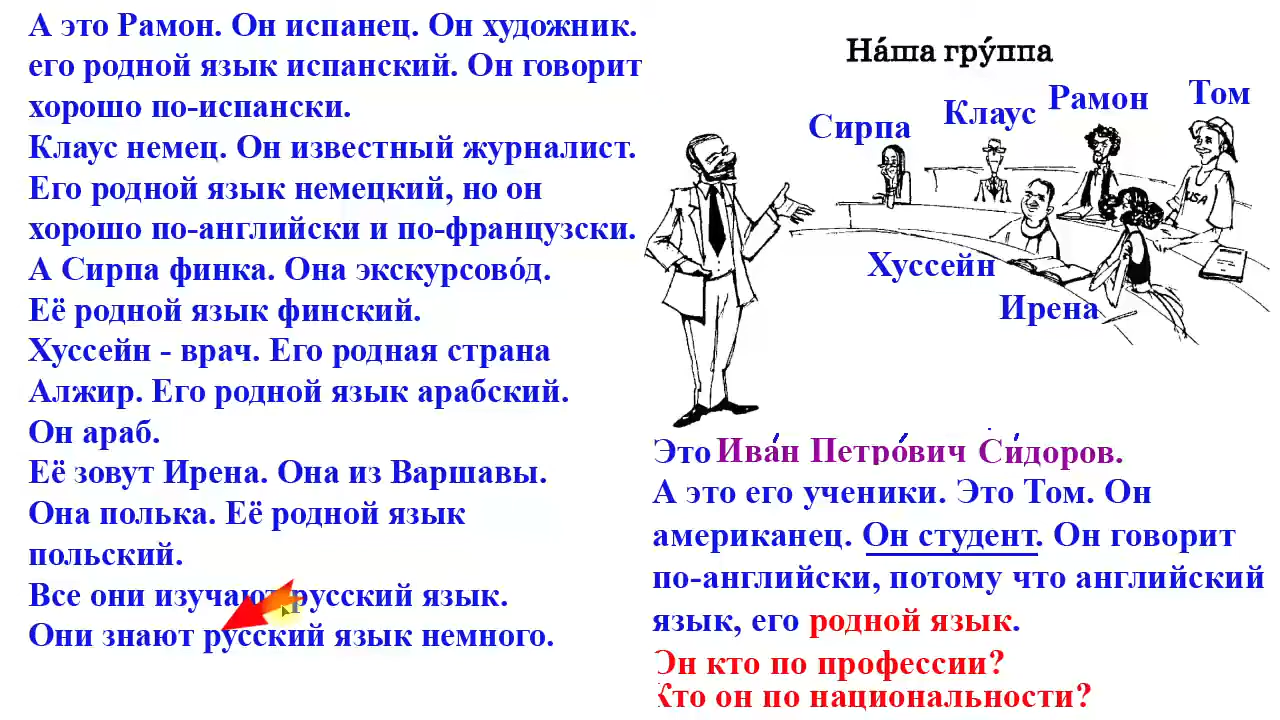 А это Рамон. Он испанец. Он художник.
его родной язык испанский. Он говорит
хорошо по-испански.
Клаус немец. Он известный журналист.
Его родной язык немецкий, но он
хорошо по-английски и по-французски.
А Сирпа финка. Она экскурсово́д.
Её родной язык финский.
Хуссейн - врач. Его родная страна
Алжир. Его родной язык арабский.
Он араб.
Её зовут Ирена. Она из Варшавы.
Она полька. Её родной язык
польский.
Все они изучают русский язык.
Они знают русский язык немного.
На́ша гру́ппа
Сирпа
Клаус
Рамон
Том
Хуссейн
Ирена
USA
Это Ива́н Петро́вич Си́доров.
А это его ученики. Это Том. Он
американец. Он студент. Он говорит
по-английски, потому что английский
язык, его родной язык.
Он кто по профессии?
Кто он по национальности?